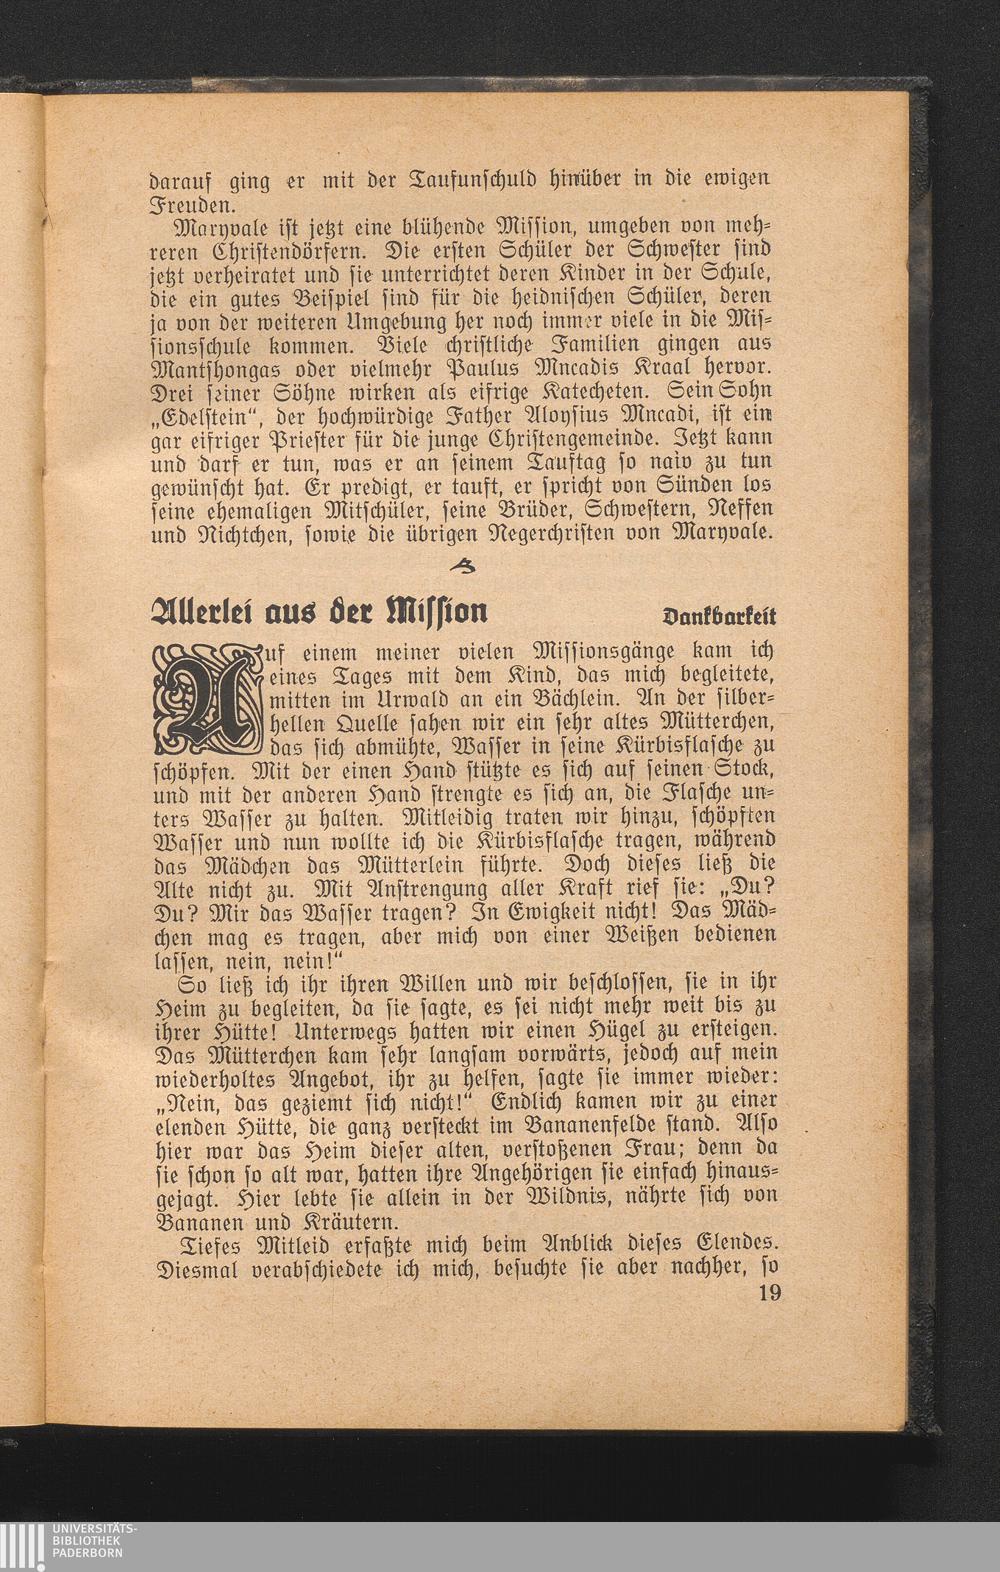 darauf ging er mit der Taufunschuld hinüber in die ewigen
Freuden.
Maryvale ist jetzt eine blühende Mission, umgeben von meh-
reren Christendörfern. Die ersten Schüler der Schwester sind
jetzt verheiratet und sie unterrichtet deren Kinder in der Schule,
die ein gutes Beispiel sind für die heidnischen Schüler, deren
ja von der weiteren Umgebung her noch immer viele in die Mis-
sionsschule kommen. Viele christliche Familien gingen aus
Mantshongas oder vielmehr Paulus Mncadis Kraal hervor.
Drei seiner Söhne wirken als eifrige Katecheten. Sein Sohn
„Edelstein“, der hochwürdige Father Aloysius Mncadi, ist ein
gar eifriger Priester für die junge Christengemeinde. Jetzt kann
und darf er tun, was er an seinem Tauftag so naiv zu tun
gewünscht hat. Er predigt, er tauft, er spricht von Sünden los
seine ehemaligen Mitschüler, seine Brüder, Schwestern, Neffen
und Nichtchen, sowie die übrigen Negerchristen von Maryvale.
Allerlei aus der Mission Dankbarkeit
Auf einem meiner vielen Missionsgänge kam ich
eines Tages mit dem Kind, das mich begleitete,
mitten im Urwald an ein Bächlein. An der silber-
hellen Quelle sahen wir ein sehr altes Mütterchen,
das sich abmühte, Wasser in seine Kürbisflasche zu
schöpfen. Mit der einen Hand stützte es sich auf seinen Stock,
und mit der anderen Hand strengte es sich an, die Flasche un-
ters Wasser zu halten. Mitleidig traten wir hinzu, schöpften
Wasser und nun wollte ich die Kürbisflasche tragen, während
das Mädchen das Mütterlein führte. Doch dieses ließ die
Alte nicht zu. Mit Anstrengung aller Kraft rief sie: „Du?
Du? Mir das Wasser tragen? In Ewigkeit nicht! Das Mäd-
chen mag es tragen, aber mich von einer Weißen bedienen
lassen, nein, nein!“
So ließ ich ihr ihren Willen und wir beschlossen, sie in ihr
Heim zu begleiten, da sie sagte, es sei nicht mehr weit bis zu
ihrer Hütte! Unterwegs hatten wir einen Hügel zu ersteigen.
Das Mütterchen kam sehr langsam vorwärts, jedoch auf mein
wiederholtes Angebot, ihr zu helfen, sagte sie immer wieder:
„Nein, das geziemt sich nicht!“ Endlich kamen wir zu einer
elenden Hütte, die ganz versteckt im Bananenfelde stand. Also
hier war das Heim dieser alten, verstoßenen Frau; denn da
sie schon so alt war, hatten ihre Angehörigen sie einfach hinaus-
gejagt. Hier lebte sie allein in der Wildnis, nährte sich von
Bananen und Kräutern.
Tiefes Mitleid erfaßte mich beim Anblick dieses Elendes.
Diesmal verabschiedete ich mich, besuchte sie aber nachher, so
19
UNIVERSITÄTS-
BIBLIOTHEK
PADERBORN